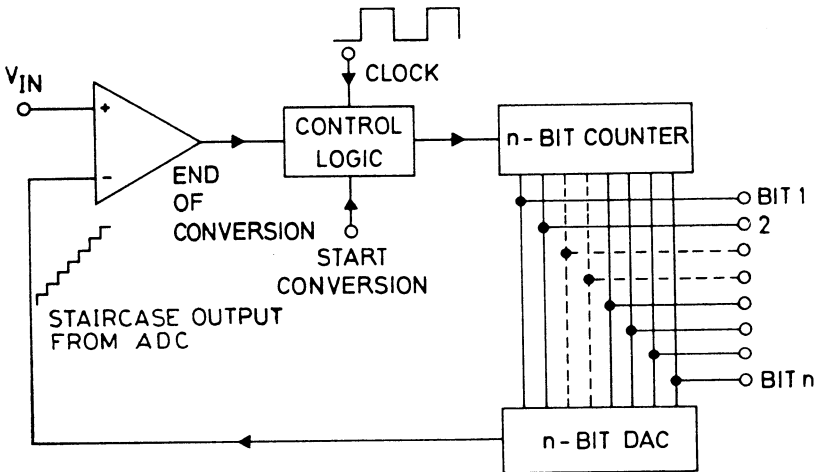 V_IN
+
-
CLOCK
CONTROL
LOGIC
n-BIT COUNTER
END
OF
CONVERSION
START
CONVERSION
STAIRCASE OUTPUT
FROM ADC
BIT 1
2
BIT n
n-BIT DAC